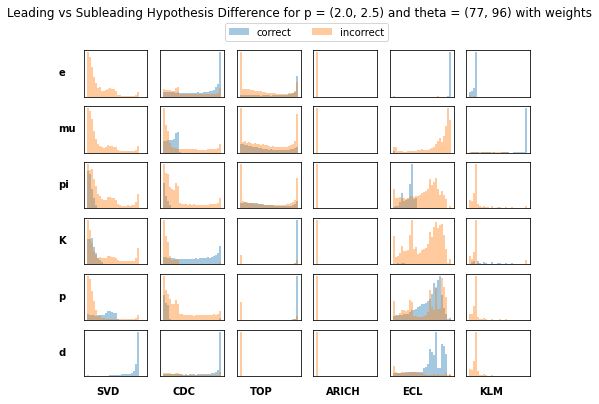 Leading vs Subleading Hypothesis Difference for p = (2.0, 2.5) and theta = (77, 96) with weights
correct incorrect
e
mu
pi
K
p
d
SVD CDC TOP ARICH ECL KLM